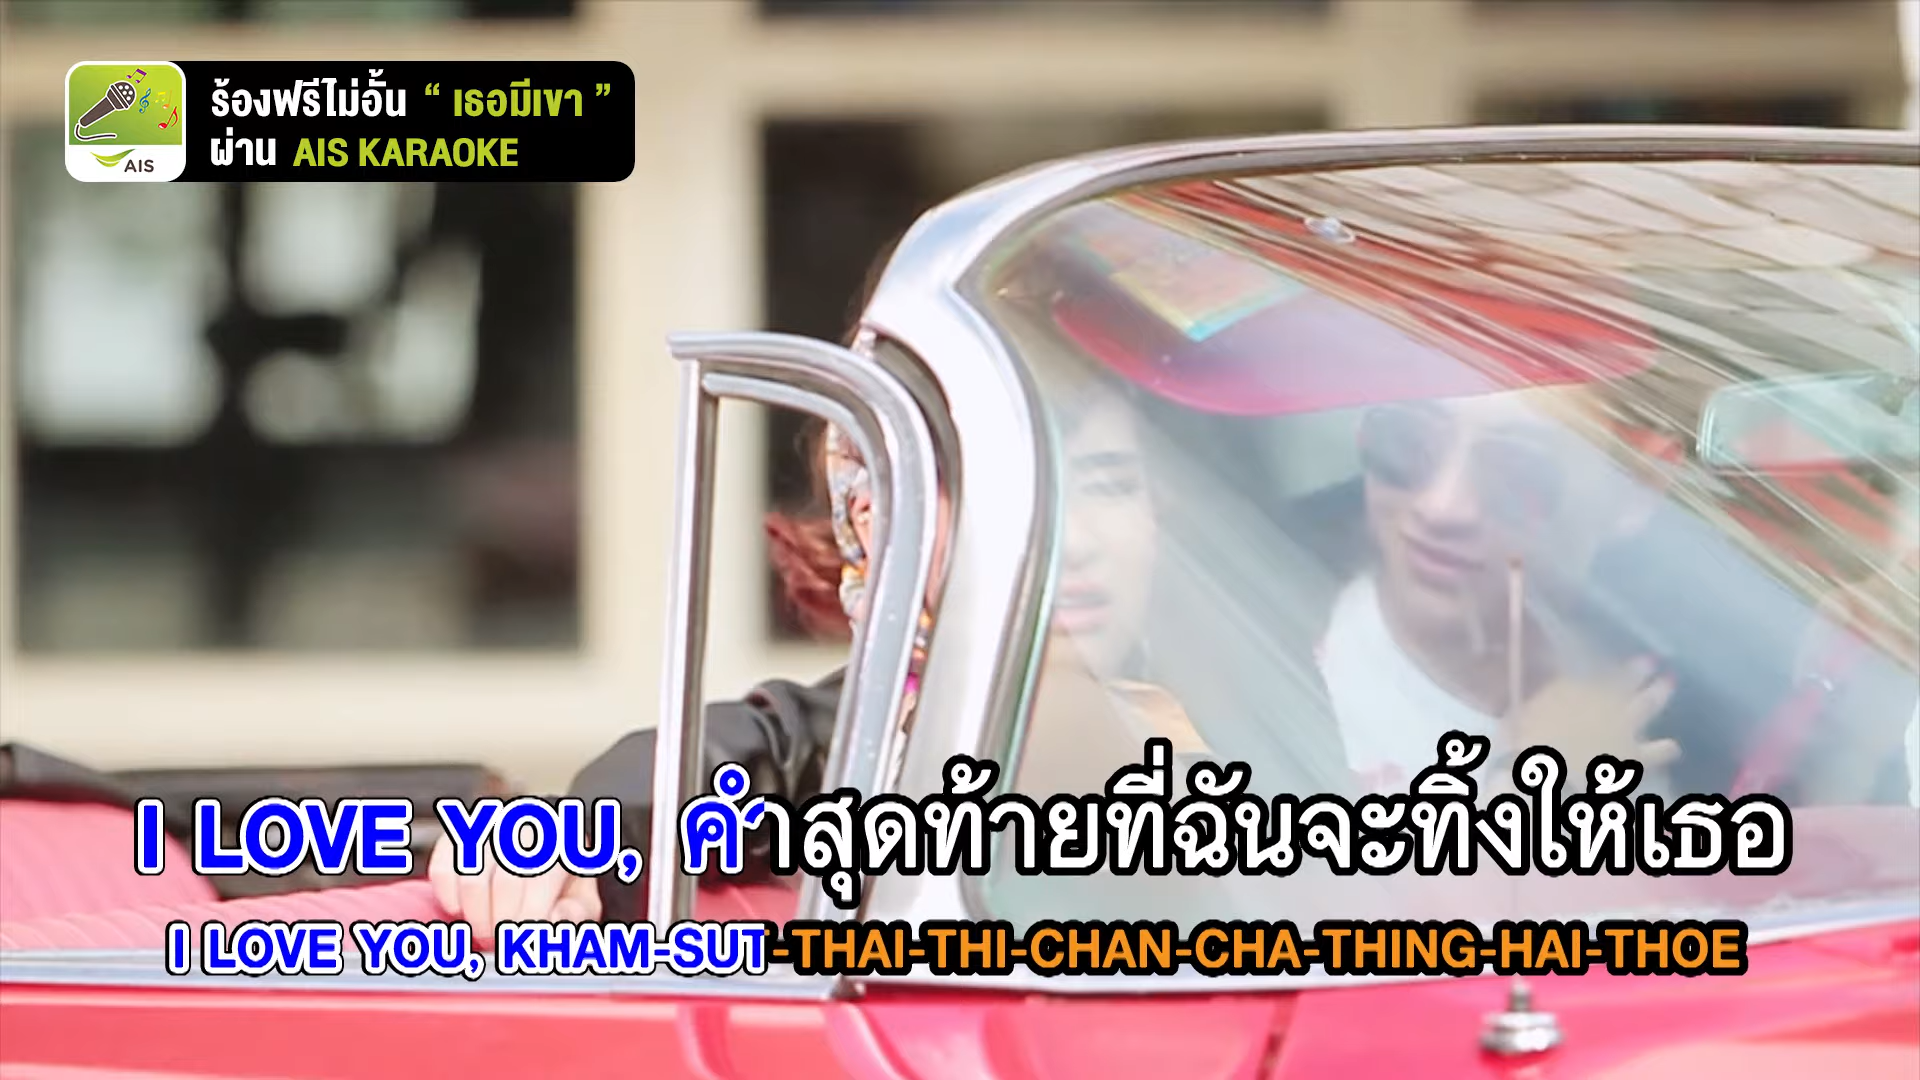 ร้องฟรีไม่อั้น “ เธอมีเขา ”
ผ่าน AIS KARAOKE
AIS
I LOVE YOU, คำสุดท้ายที่ฉันจะทิ้งให้เธอ
I LOVE YOU, KHAM-SUT-THAI-THI-CHAN-CHA-THING-HAI-THOE